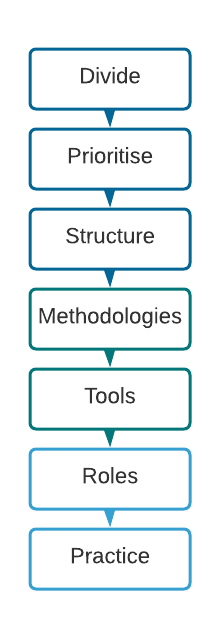 Divide
Prioritise
Structure
Methodologies
Tools
Roles
Practice